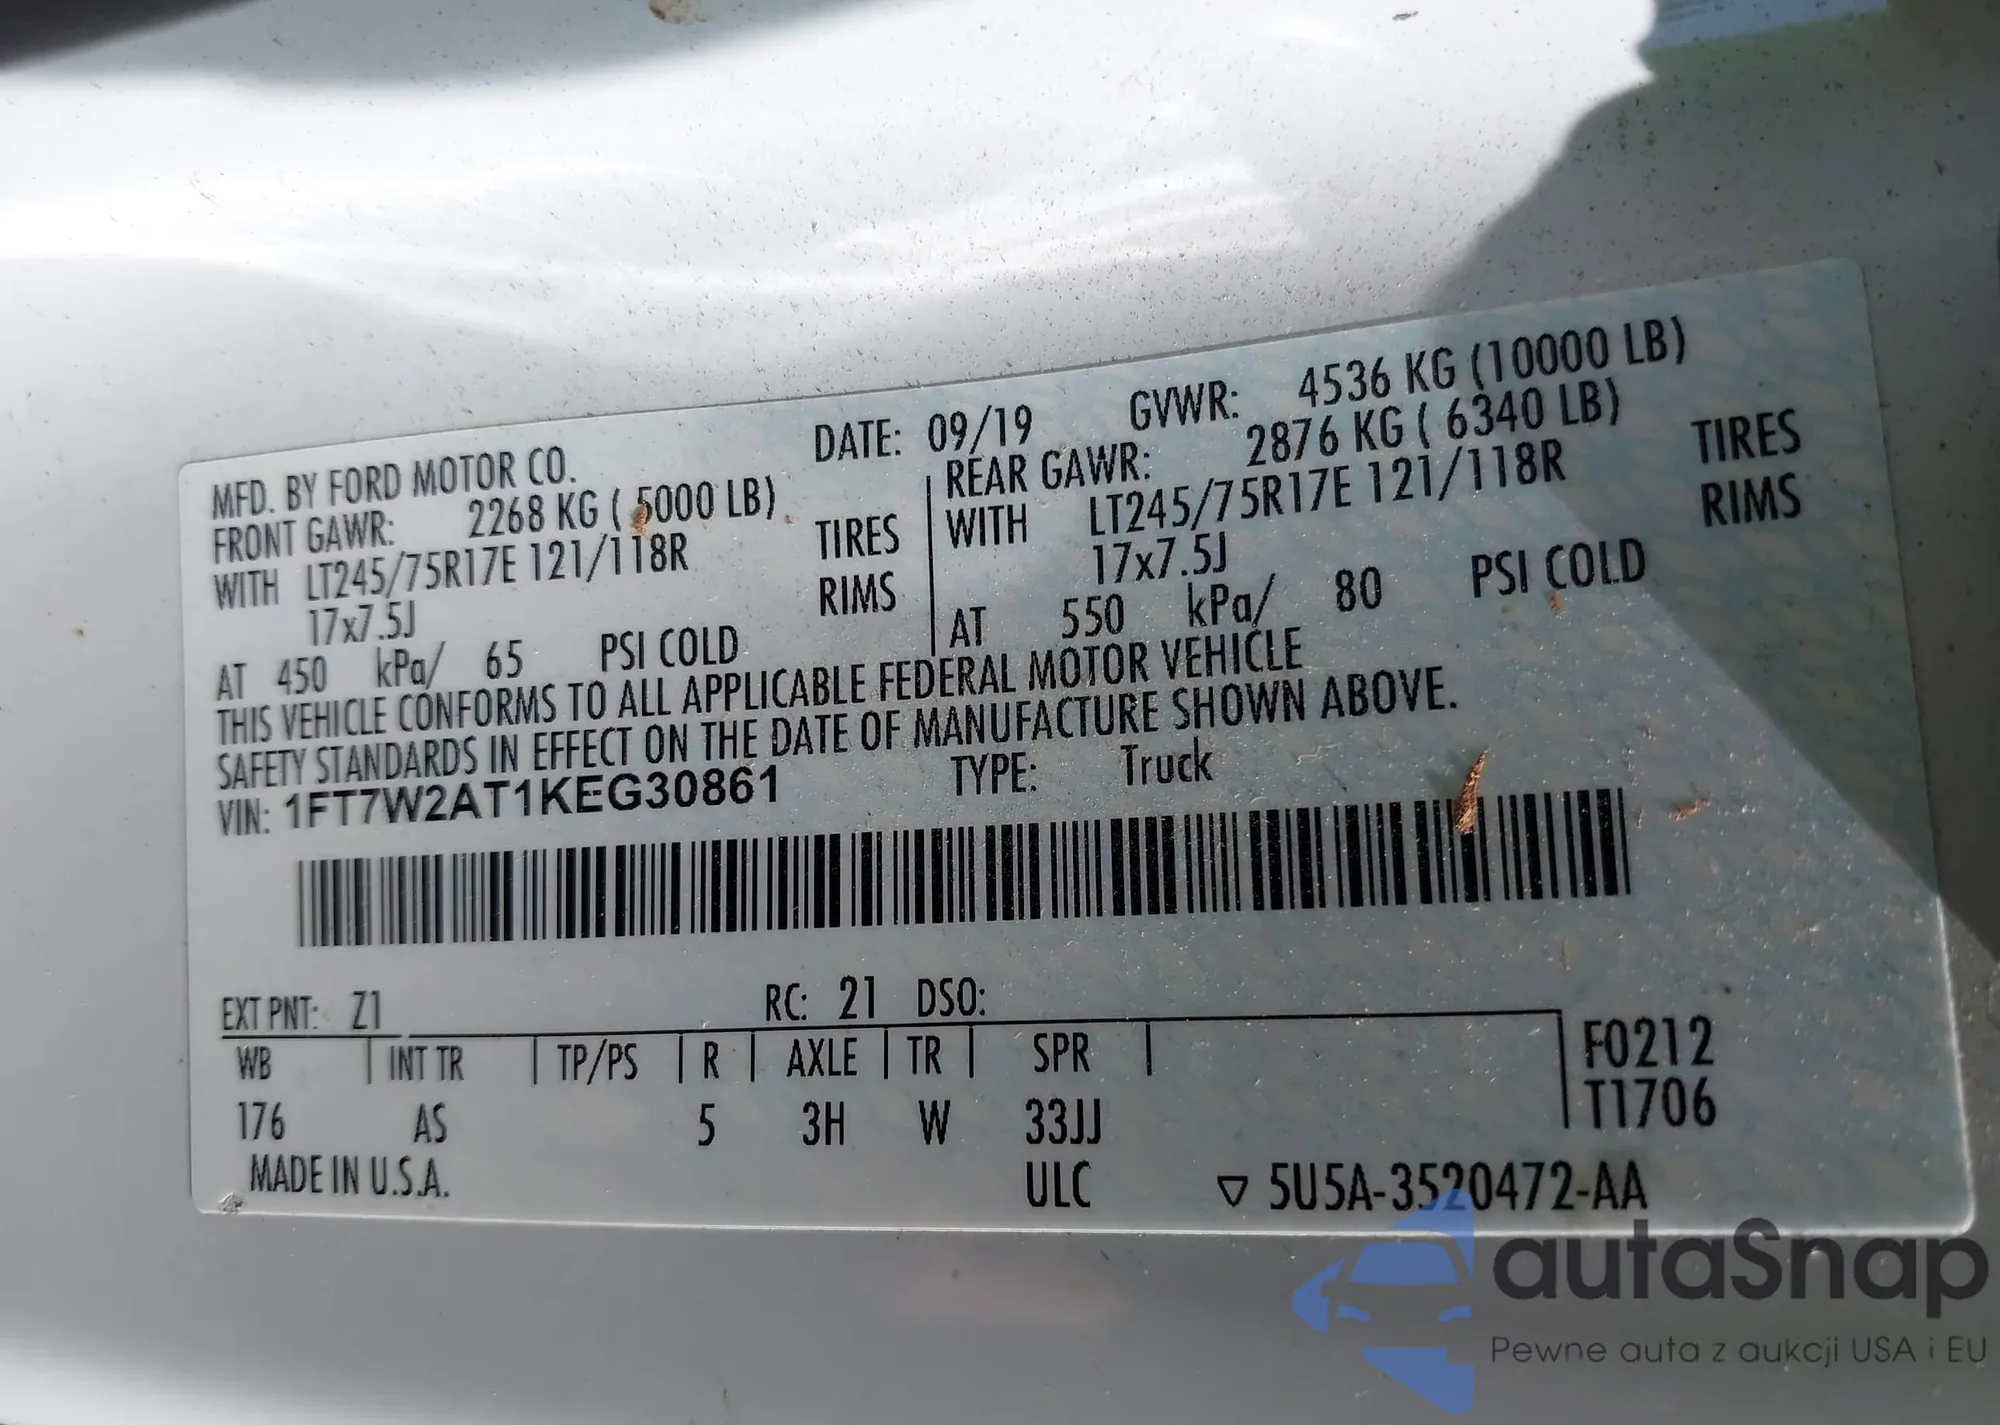 MFD. BY FORD MOTOR CO. DATE: 09/19 GVWR: 4536 KG (10000 LB)
FRONT GAWR: 2268 KG ( 5000 LB) REAR GAWR: 2876 KG ( 6340 LB)
WITH LT245/75R17E 121/118R TIRES WITH LT245/75R17E 121/118R TIRES
17x7.5J RIMS 17x7.5J RIMS
AT 450 kPa/ 65 PSI COLD AT 550 kPa/ 80 PSI COLD
THIS VEHICLE CONFORMS TO ALL APPLICABLE FEDERAL MOTOR VEHICLE
SAFETY STANDARDS IN EFFECT ON THE DATE OF MANUFACTURE SHOWN ABOVE.
VIN: 1FT7W2AT1KEG30861 TYPE: Truck
EXT PNT: Z1 RC: 21 DSO:
WB INT TR TP/PS R AXLE TR SPR F0212
176 AS 5 3H W 33JJ T1706
MADE IN U.S.A. ULC ▽ 5U5A-3520472-AA
autaSnap
Pewne auta z aukcji USA i EU